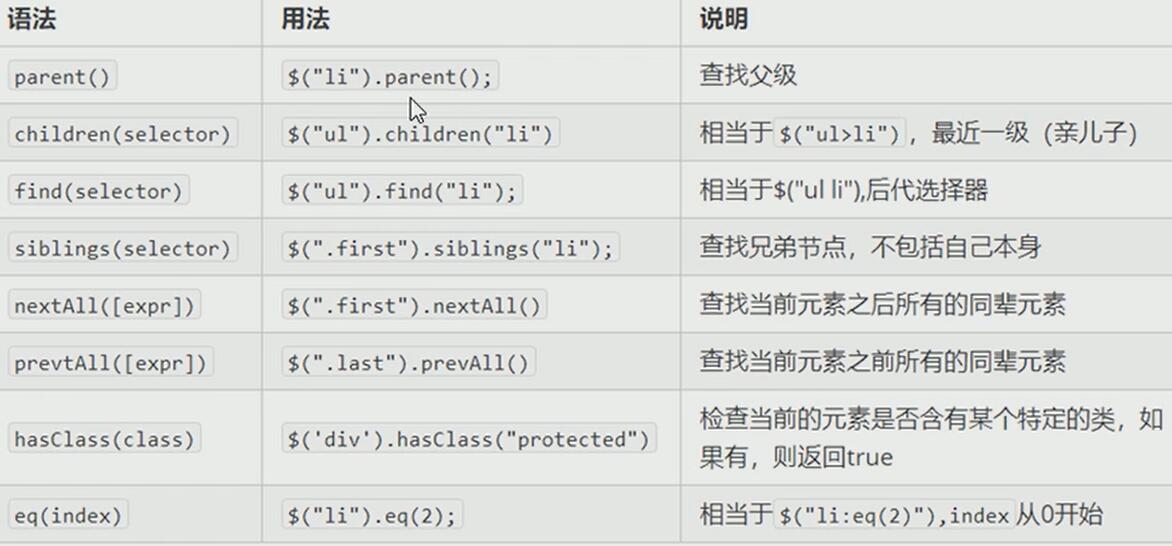 语法 用法 说明
parent() $("li").parent(); 查找父级
children(selector) $("ul").children("li") 相当于$("ul>li")，最近一级（亲儿子）
find(selector) $("ul").find("li"); 相当于$("ul li"),后代选择器
siblings(selector) $(".first").siblings("li"); 查找兄弟节点，不包括自己本身
nextAll([expr]) $(".first").nextAll() 查找当前元素之后所有的同辈元素
prevtAll([expr]) $(".last").prevAll() 查找当前元素之前所有的同辈元素
hasClass(class) $('div').hasClass("protected") 检查当前的元素是否含有某个特定的类，如
果有，则返回true
eq(index) $("li").eq(2); 相当于$("li:eq(2)"),index从0开始